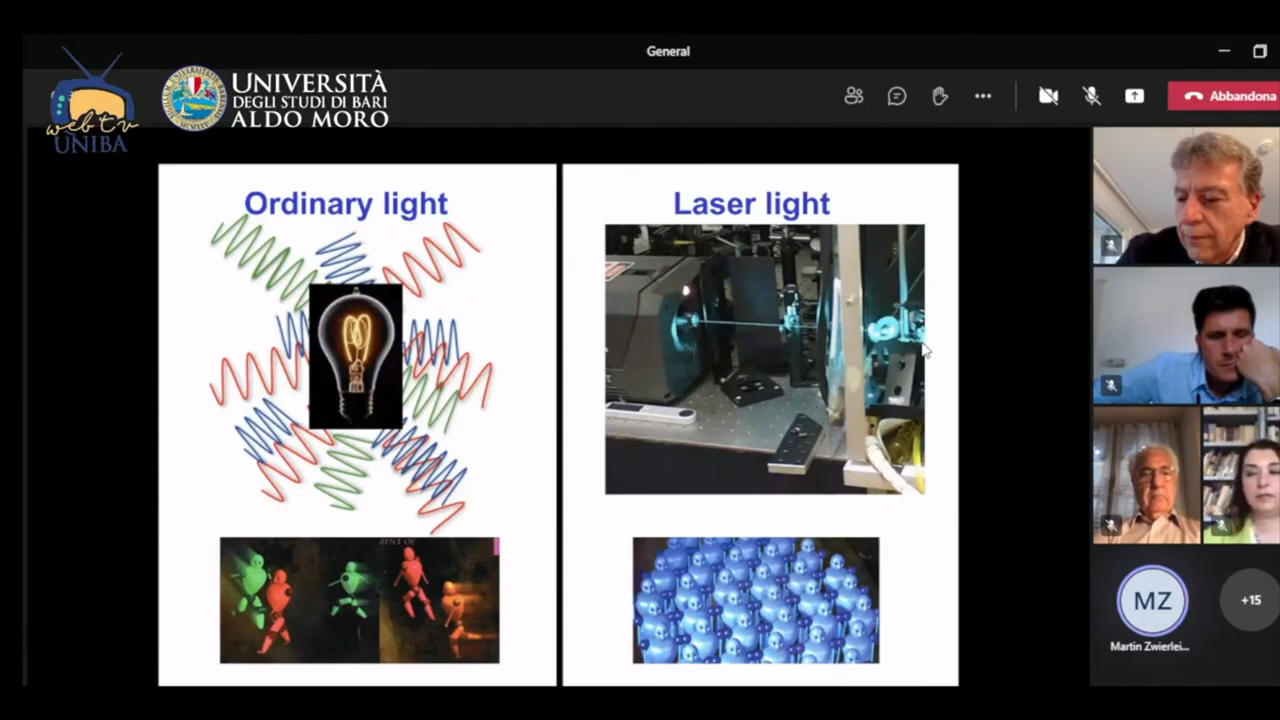 General
web tv
UNIBA
UNIVERSITÀ
DEGLI STUDI DI BARI
ALDO MORO
Abbandona
Ordinary light
Laser light
MZ
+15
Martin Zwierlei...